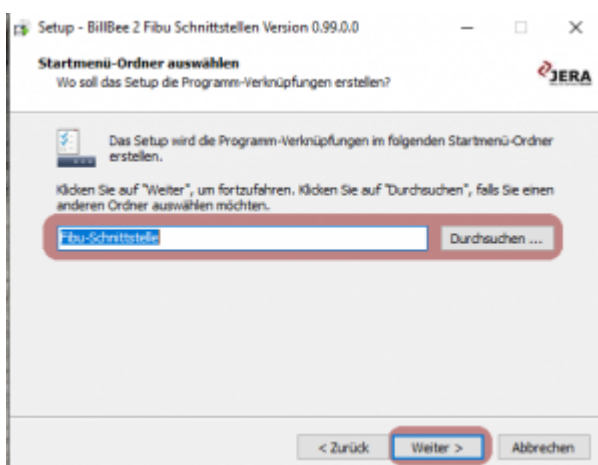 Setup - BillBee 2 Fibu Schnittstellen Version 0.99.0.0
Startmenü-Ordner auswählen
Wo soll das Setup die Programm-Verknüpfungen erstellen?
JERA
Das Setup wird die Programm-Verknüpfungen im folgenden Startmenü-Ordner
erstellen.
Klicken Sie auf "Weiter", um fortzufahren. Klicken Sie auf "Durchsuchen", falls Sie einen
anderen Ordner auswählen möchten.
Fibu-Schnittstelle
Durchsuchen ...
< Zurück
Weiter >
Abbrechen